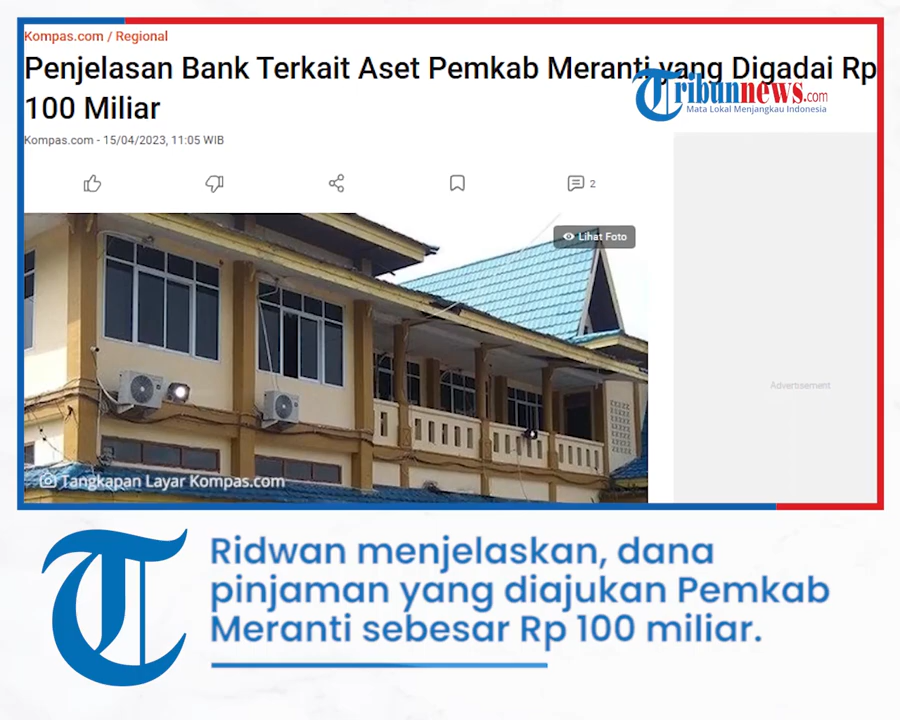 Kompas.com / Regional
Penjelasan Bank Terkait Aset Pemkab Meranti yang Digadai Rp
100 Miliar
Tribunnews.com
Mata Lokal Menjangkau Indonesia
Kompas.com - 15/04/2023, 11:05 WIB
2
Lihat Foto
Advertisement
Tangkapan Layar Kompas.com
T
Ridwan menjelaskan, dana
pinjaman yang diajukan Pemkab
Meranti sebesar Rp 100 miliar.